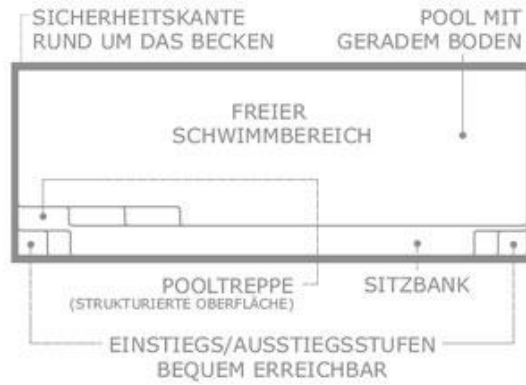 SICHERHEITSKANTE
RUND UM DAS BECKEN
POOL MIT
GERADEM BODEN
FREIER
SCHWIMMBEREICH
POOLTREPPE
(STRUKTURIERTE OBERFLÄCHE)
SITZBANK
EINSTIEGS/AUSSTIEGSSTUFEN
BEQUEM ERREICHBAR